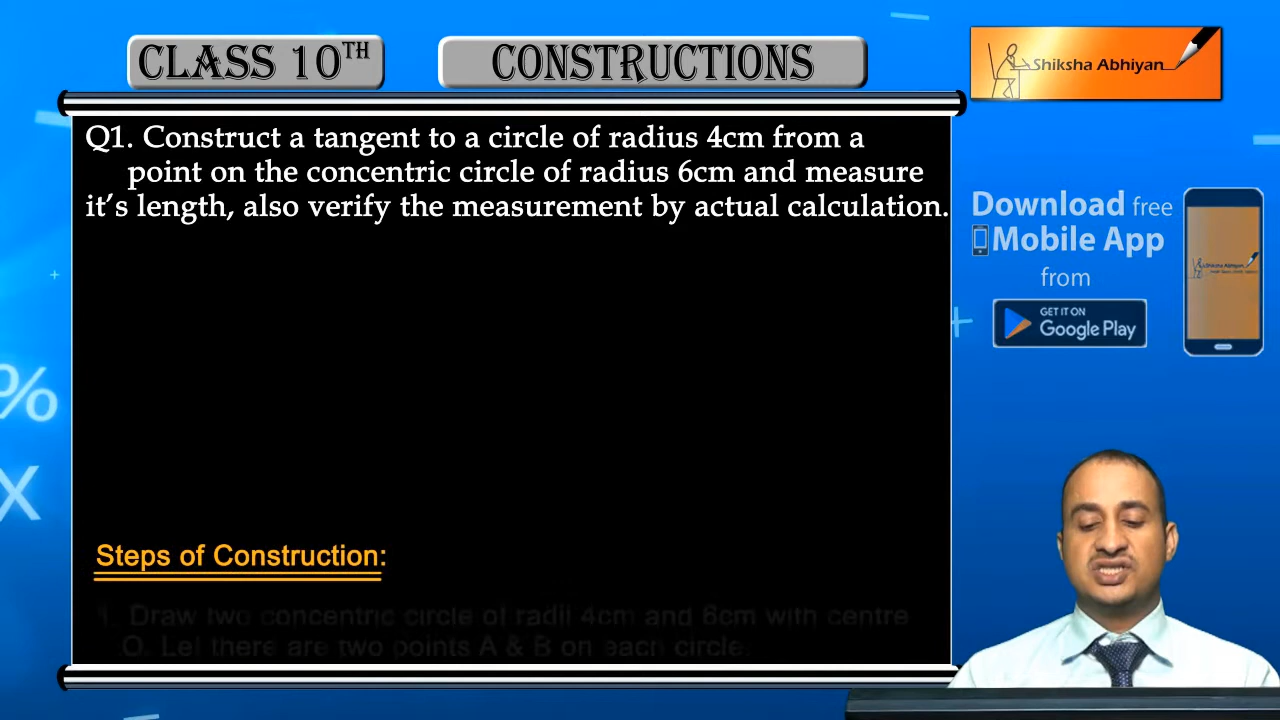 CLASS 10TH
CONSTRUCTIONS
Shiksha Abhiyan
Q1. Construct a tangent to a circle of radius 4cm from a
point on the concentric circle of radius 6cm and measure
it's length, also verify the measurement by actual calculation.
Download free
Mobile App
from
GET IT ON
Google Play
%
X
Steps of Construction:
1. Draw two concentric circle of radii 4cm and 6cm with centre
O. Let there are two points A & B on each circle.